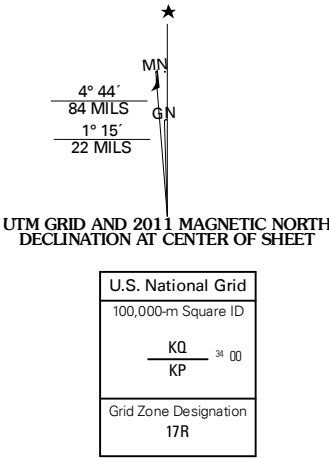 ★
MN
4° 44´
84 MILS
GN
1° 15´
22 MILS
UTM GRID AND 2011 MAGNETIC NORTH
DECLINATION AT CENTER OF SHEET
U.S. National Grid
100,000-m Square ID
KQ
34 00
KP
Grid Zone Designation
17R